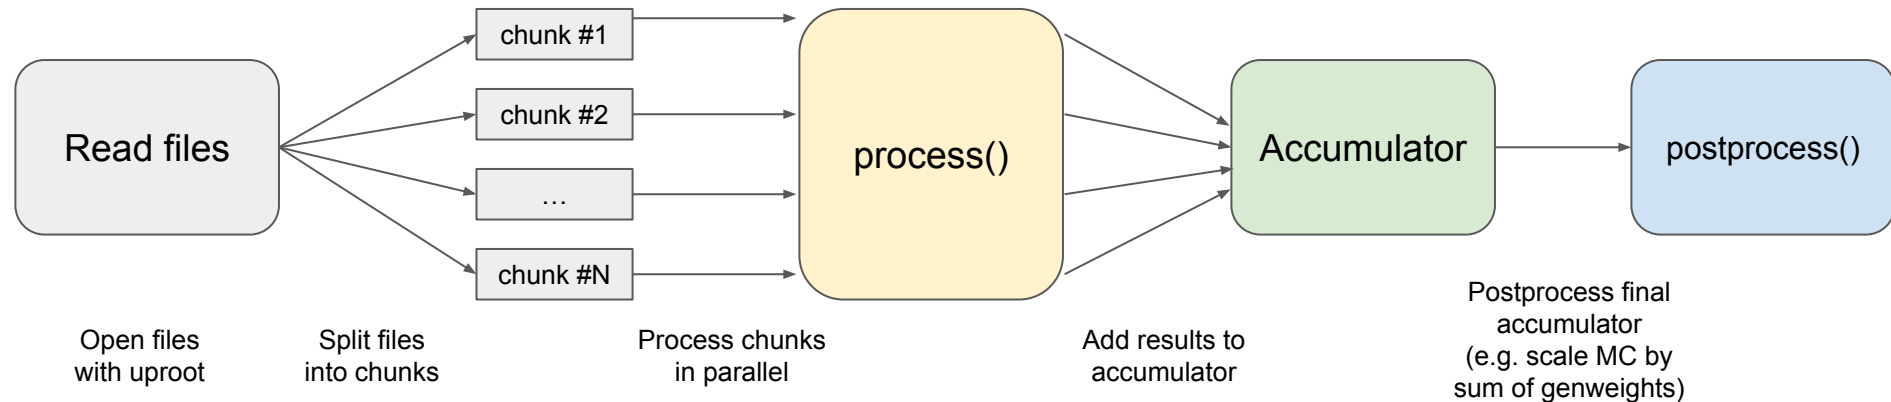 Read files
chunk #1
chunk #2
...
chunk #N
process()
Accumulator
postprocess()
Open files
with uproot
Split files
into chunks
Process chunks
in parallel
Add results to
accumulator
Postprocess final
accumulator
(e.g. scale MC by
sum of genweights)